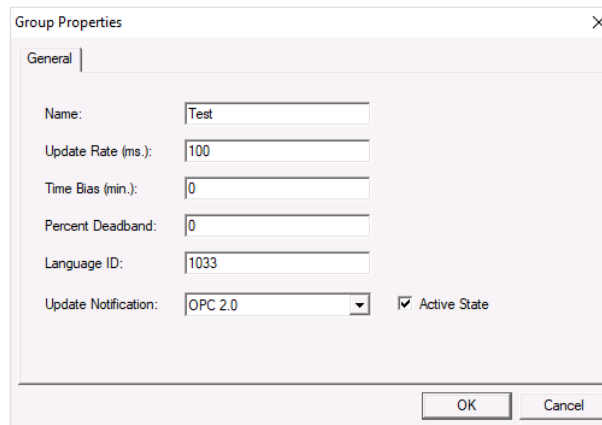 Group Properties
General
Name: Test
Update Rate (ms.): 100
Time Bias (min.): 0
Percent Deadband: 0
Language ID: 1033
Update Notification: OPC 2.0 Active State
OK Cancel